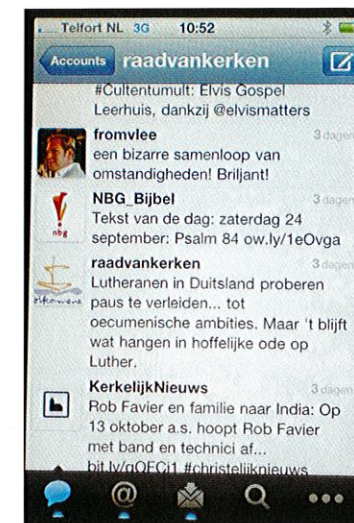 Telfort NL 3G 10:52
Accounts raadvankerken
#Cultentumult: Elvis Gospel
Leerhuis, dankzij @elvismatters
fromvlee 3 dagen
een bizarre samenloop van
omstandigheden! Briljant!
NBG_Bijbel 3 dagen
Tekst van de dag: zaterdag 24
september: Psalm 84 ow.ly/1eOvga
nbg
raadvankerken 3 dagen
Lutheranen in Duitsland proberen
paus te verleiden... tot
oecumenische ambities. Maar 't blijft
wat hangen in hoffelijke ode op
Luther.
oikomene
KerkelijkNieuws 3 dagen
Rob Favier en familie naar India: Op
13 oktober a.s. hoopt Rob Favier
met band en technici af...
#christelijknieuws
@